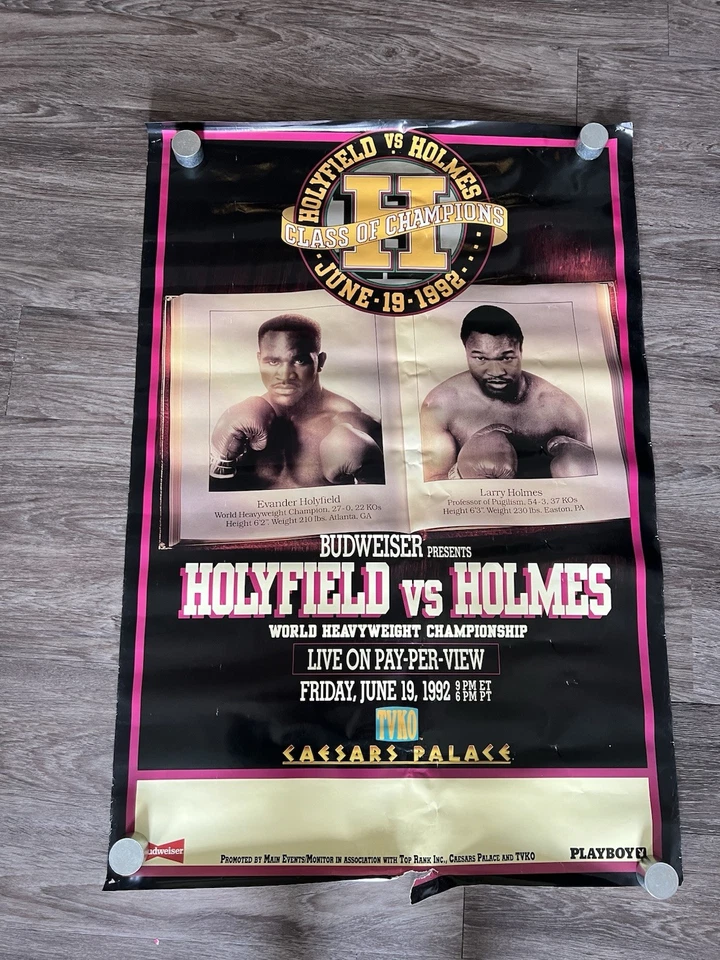 HOLYFIELD VS HOLMES
H
CLASS OF CHAMPIONS
JUNE·19·1992
Evander Holyfield
World Heavyweight Champion, 27-0, 22 KOs
Height 6'2", Weight 210 lbs. Atlanta, GA
Larry Holmes
Professor of Pugilism, 54-3, 37 KOs
Height 6'3", Weight 230 lbs. Easton, PA
BUDWEISER PRESENTS
HOLYFIELD VS HOLMES
WORLD HEAVYWEIGHT CHAMPIONSHIP
LIVE ON PAY-PER-VIEW
FRIDAY, JUNE 19, 1992 9 PM ET
6 PM PT
TVKO
CAESARS PALACE
udweiser
PROMOTED BY MAIN EVENTS/MONITOR IN ASSOCIATION WITH TOP RANK INC., CAESARS PALACE AND TVKO
PLAYBOY